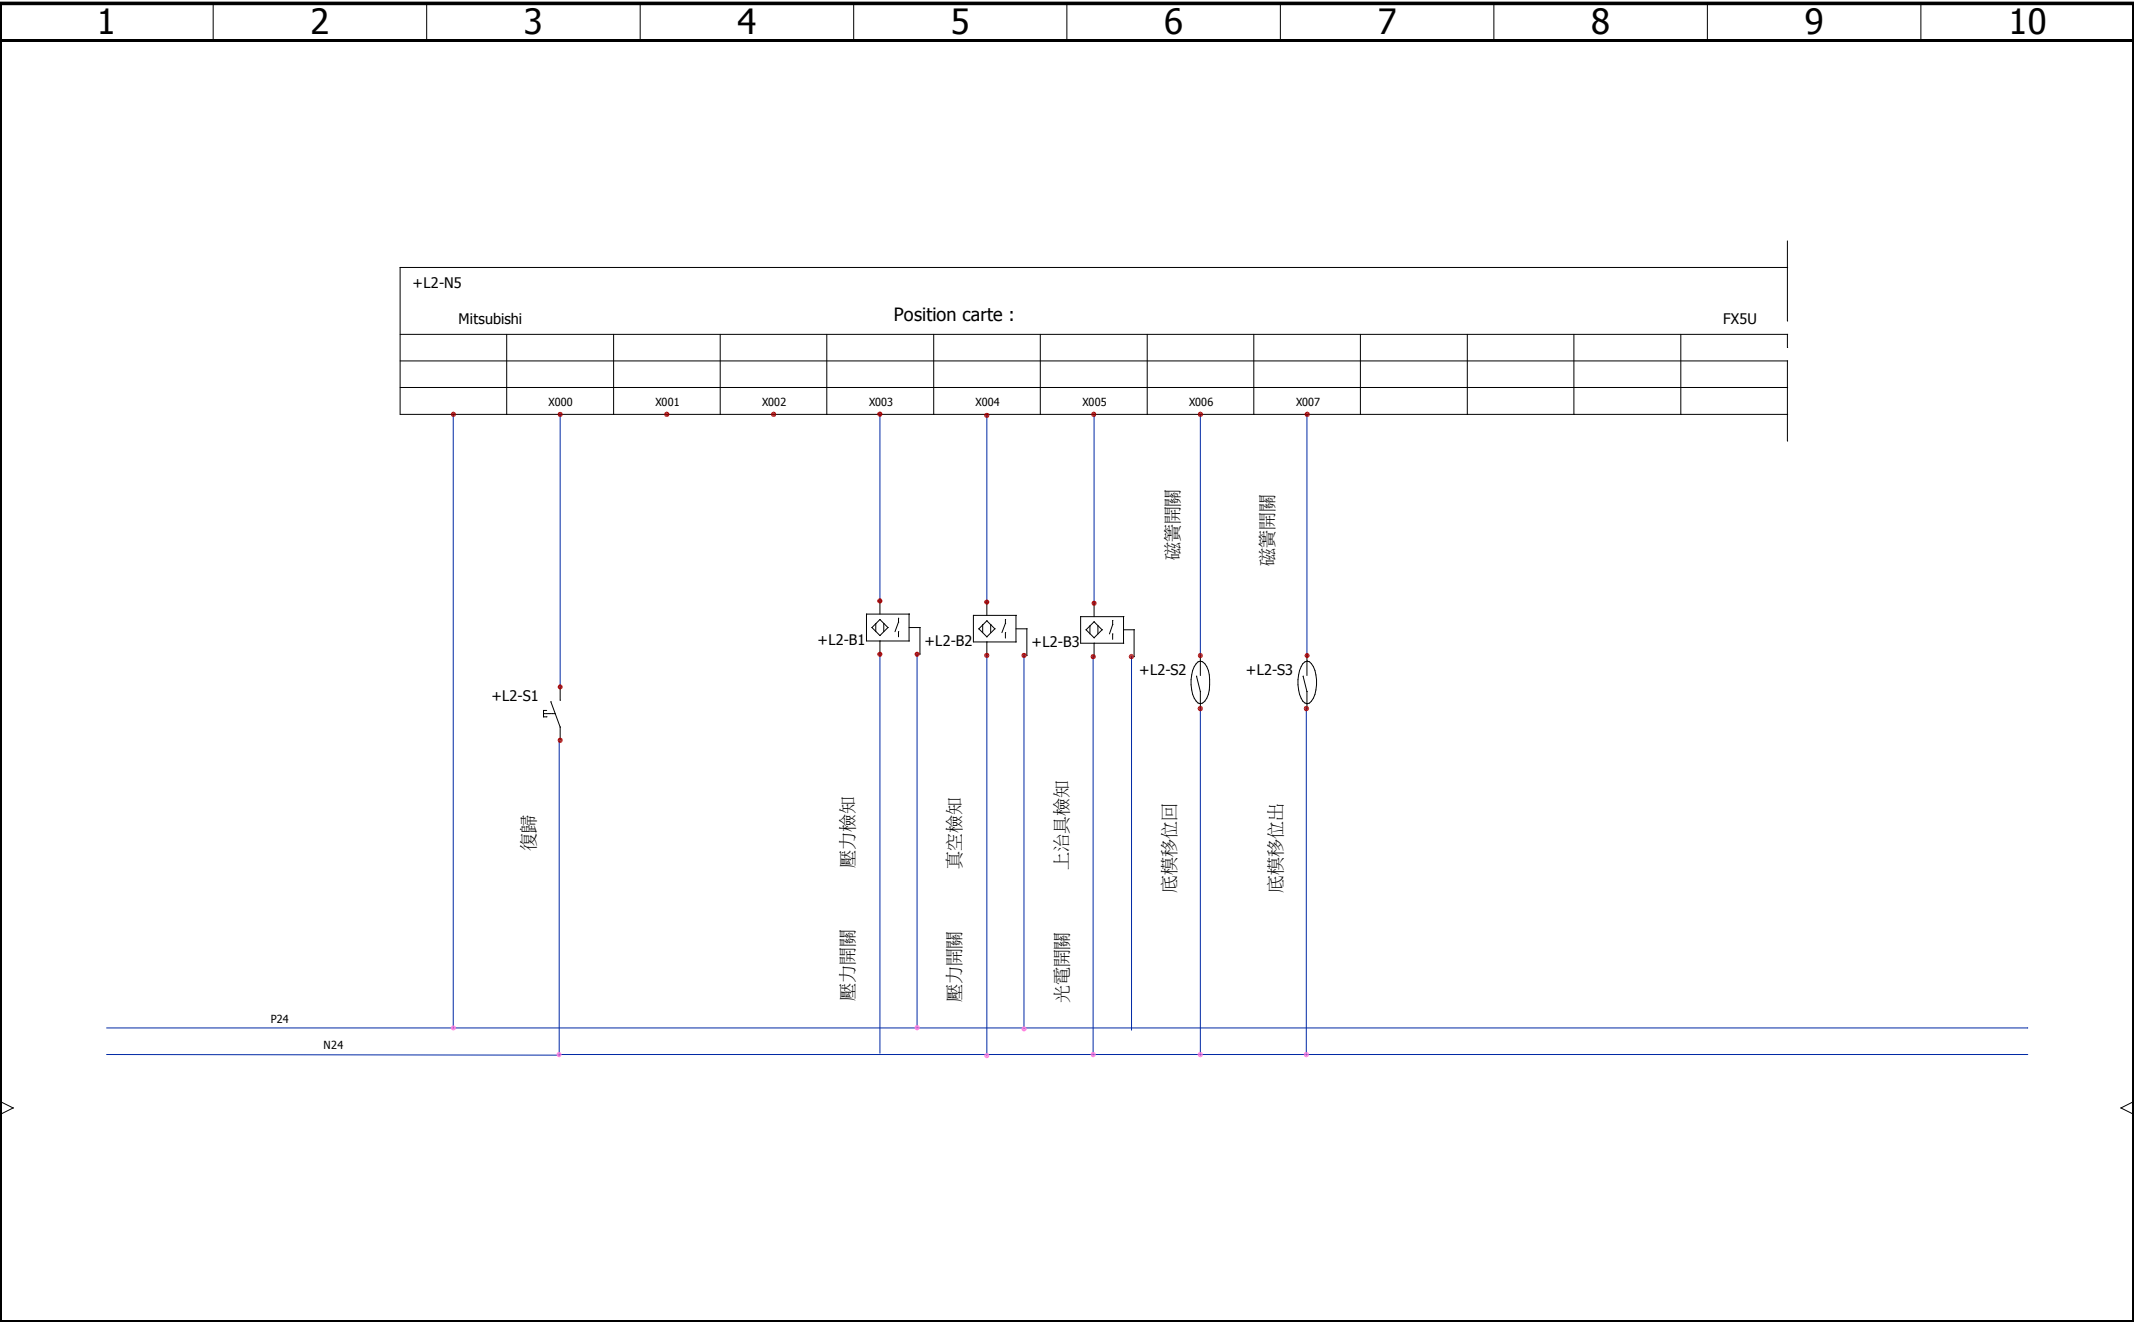 1 2 3 4 5 6 7 8 9 10
+L2-N5
Mitsubishi Position carte : FX5U
X000 X001 X002 X003 X004 X005 X006 X007
磁簧開關 磁簧開關
+L2-B1 +L2-B2 +L2-B3
+L2-S2 +L2-S3
+L2-S1
復歸 壓力檢知 真空檢知 上治具檢知 底模移位回 底模移位出
壓力開關 壓力開關 光電開關
P24
N24